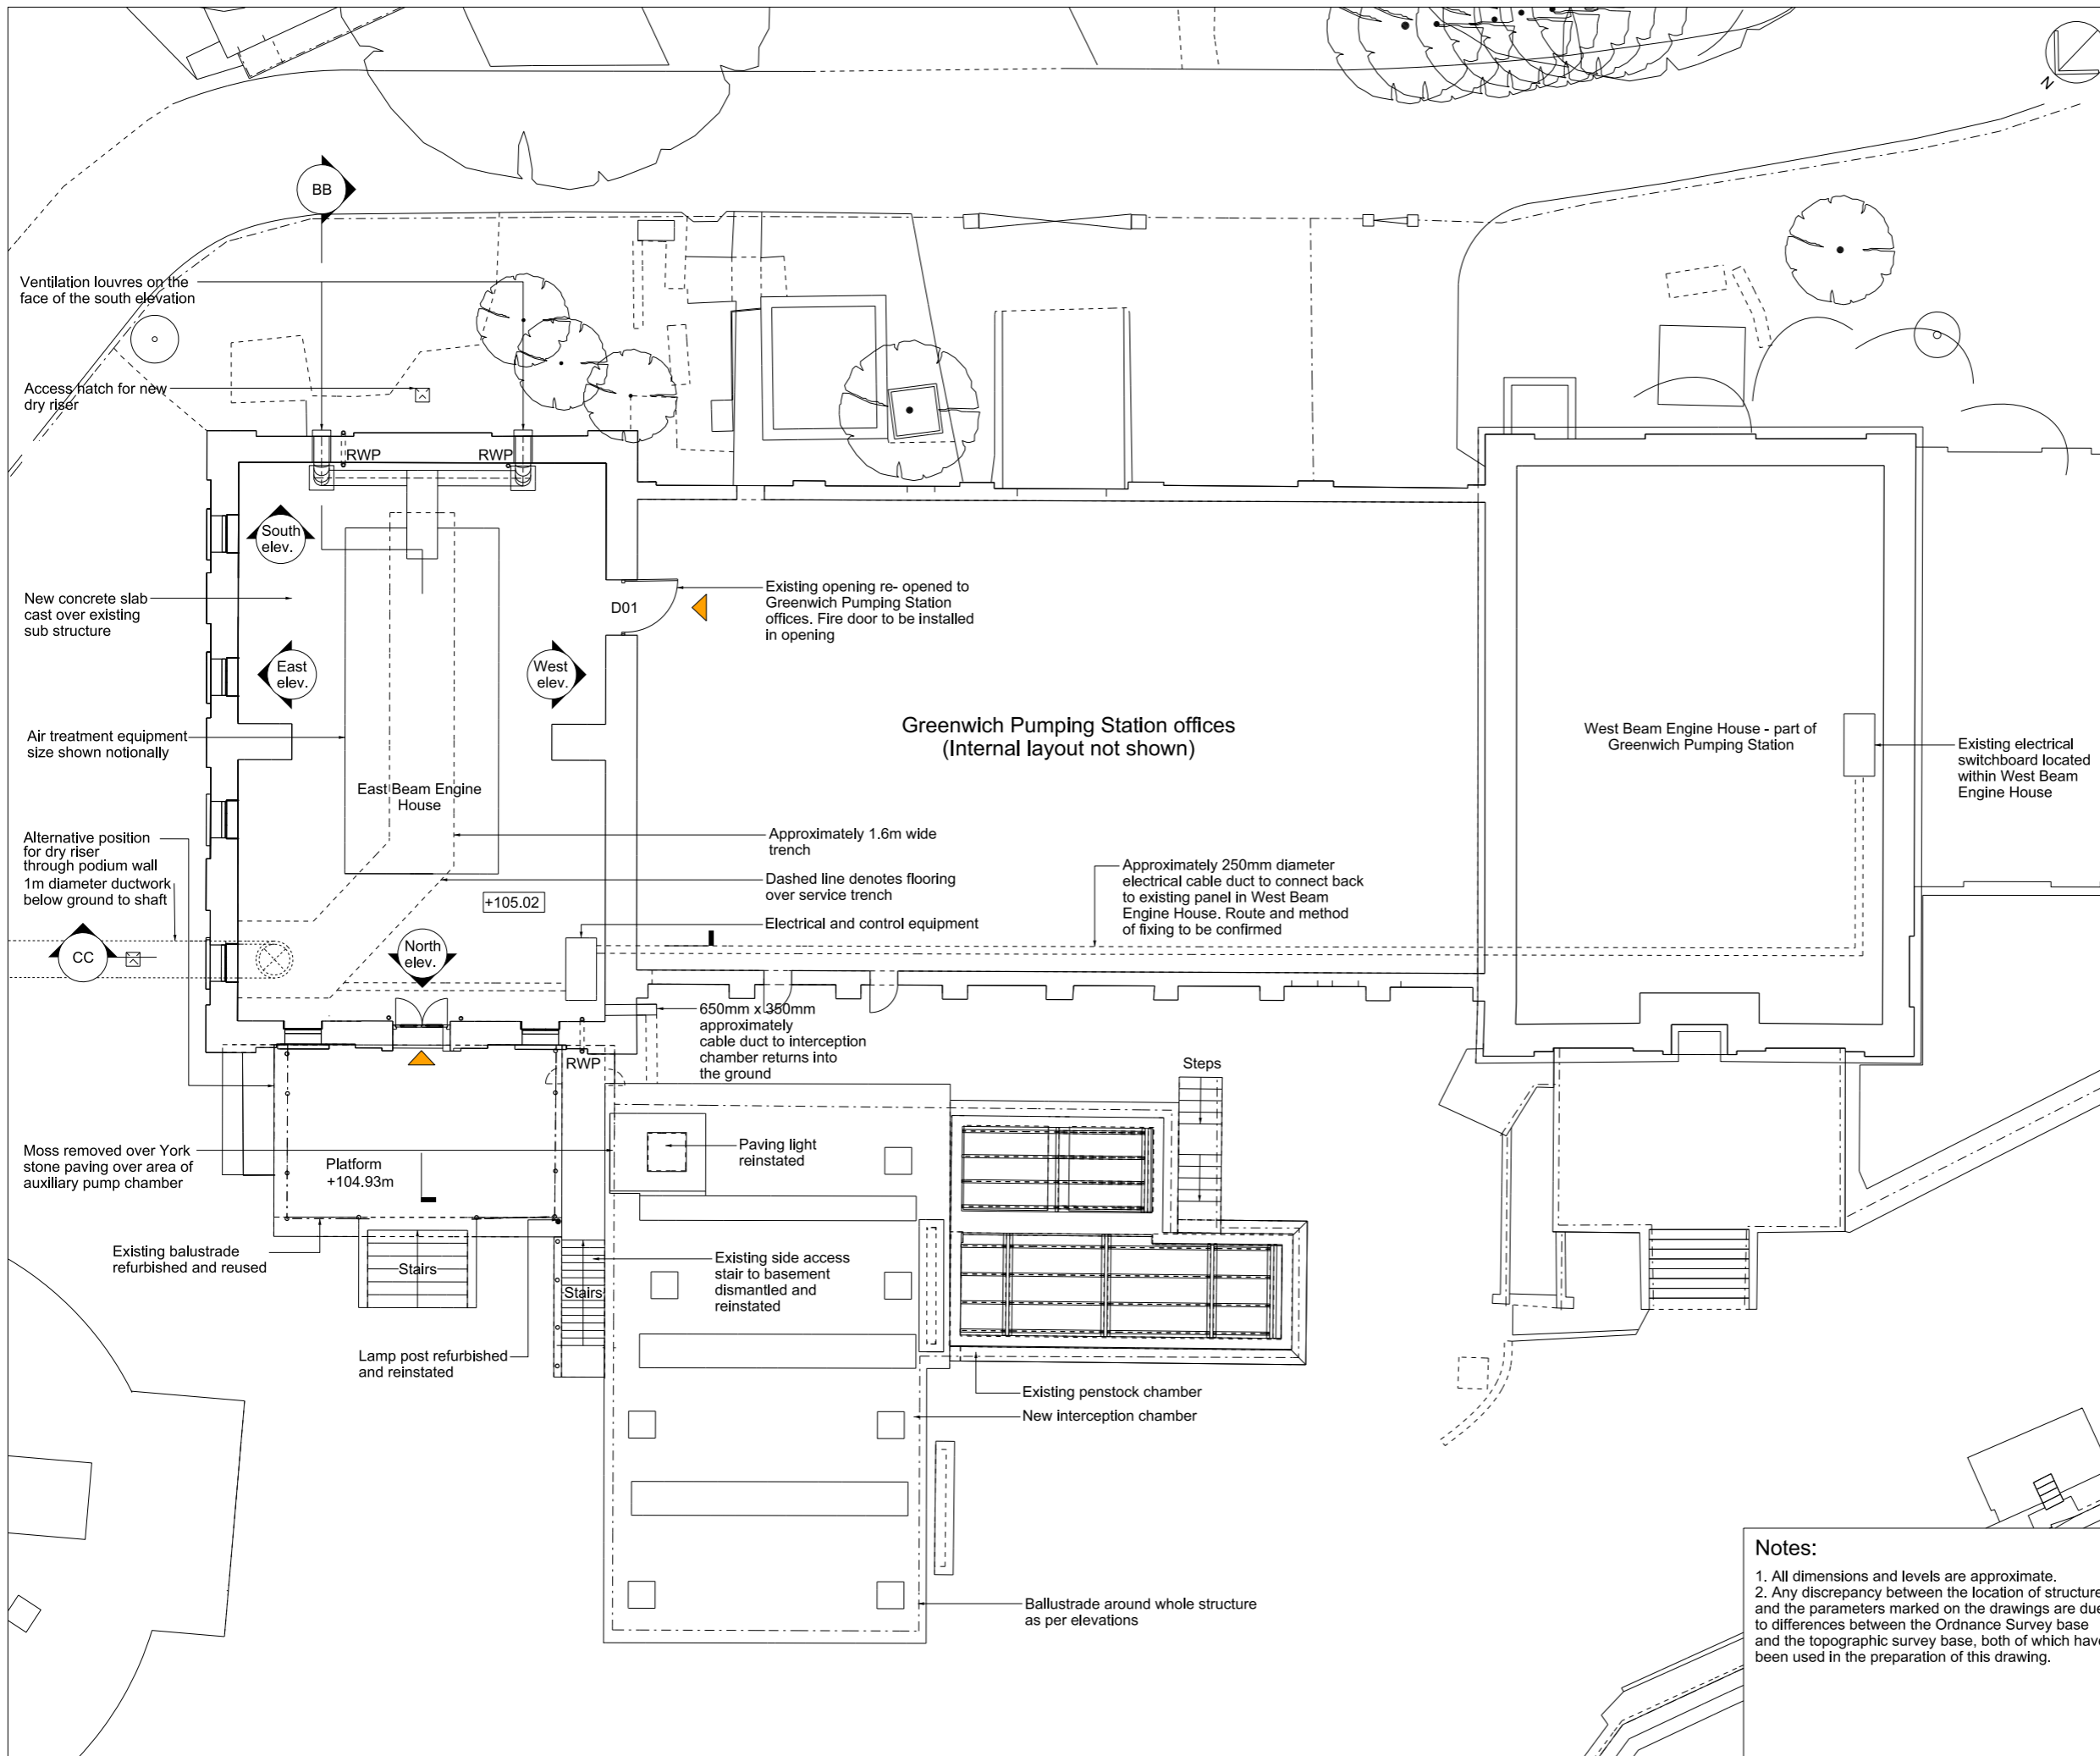 N
BB
Ventilation louvres on the
face of the south elevation
Access hatch for new
dry riser
RWP
RWP
South
elev.
New concrete slab
cast over existing
sub structure
D01
Existing opening re- opened to
Greenwich Pumping Station
offices. Fire door to be installed
in opening
East
elev.
West
elev.
Greenwich Pumping Station offices
(Internal layout not shown)
West Beam Engine House - part of
Greenwich Pumping Station
Air treatment equipment
size shown notionally
Existing electrical
switchboard located
within West Beam
Engine House
East Beam Engine
House
Alternative position
for dry riser
through podium wall
1m diameter ductwork
below ground to shaft
Approximately 1.6m wide
trench
Dashed line denotes flooring
over service trench
Approximately 250mm diameter
electrical cable duct to connect back
to existing panel in West Beam
Engine House. Route and method
of fixing to be confirmed
+105.02
Electrical and control equipment
CC
North
elev.
650mm x 350mm
approximately
cable duct to interception
chamber returns into
the ground
RWP
Steps
Moss removed over York
stone paving over area of
auxiliary pump chamber
Platform
+104.93m
Paving light
reinstated
Existing balustrade
refurbished and reused
Stairs
Stairs
Existing side access
stair to basement
dismantled and
reinstated
Lamp post refurbished
and reinstated
Existing penstock chamber
New interception chamber
Ballustrade around whole structure
as per elevations
Notes:
1. All dimensions and levels are approximate.
2. Any discrepancy between the location of structure
and the parameters marked on the drawings are due
to differences between the Ordnance Survey base
and the topographic survey base, both of which have
been used in the preparation of this drawing.